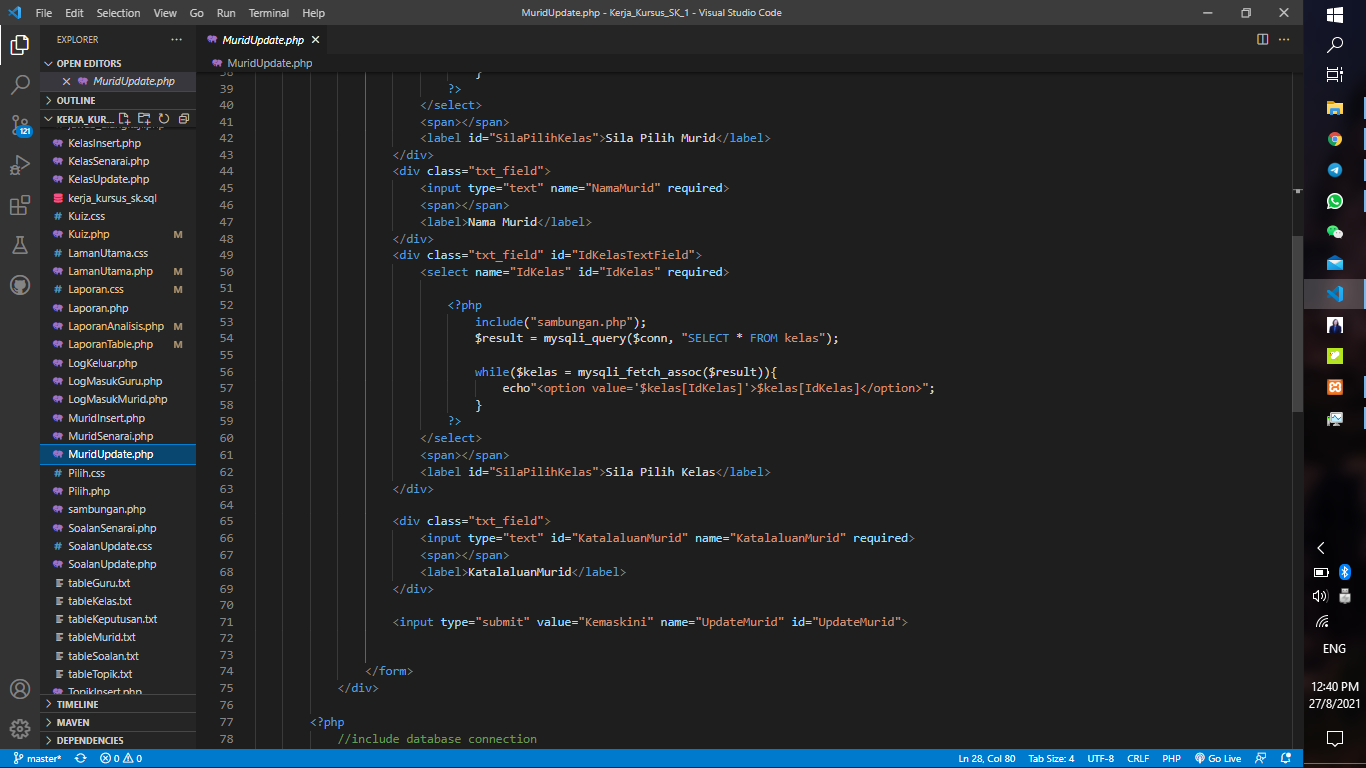 File Edit Selection View Go Run Terminal Help
MuridUpdate.php - Kerja_Kursus_SK_1 - Visual Studio Code
EXPLORER
OPEN EDITORS
MuridUpdate.php
OUTLINE
KERJA_KUR...
KelasInsert.php
KelasSenarai.php
KelasUpdate.php
kerja_kursus_sk.sql
# Kuiz.css
Kuiz.php M
# LamanUtama.css
LamanUtama.php M
# Laporan.css M
Laporan.php
LaporanAnalisis.php M
LaporanTable.php M
LogKeluar.php
LogMasukGuru.php
LogMasukMurid.php
MuridInsert.php
MuridSenarai.php
MuridUpdate.php
# Pilih.css
Pilih.php
sambungan.php
SoalanSenarai.php
# SoalanUpdate.css
SoalanUpdate.php
tableGuru.txt
tableKelas.txt
tableKeputusan.txt
tableMurid.txt
tableSoalan.txt
tableTopik.txt
TopikInsert.php
TIMELINE
MAVEN
DEPENDENCIES
121
MuridUpdate.php
MuridUpdate.php
38 }
39 ?>
40 </select>
41 <span></span>
42 <label id="SilaPilihKelas">Sila Pilih Murid</label>
43 </div>
44 <div class="txt_field">
45 <input type="text" name="NamaMurid" required>
46 <span></span>
47 <label>Nama Murid</label>
48 </div>
49 <div class="txt_field" id="IdKelasTextField">
50 <select name="IdKelas" id="IdKelas" required>
51
52 <?php
53 include("sambungan.php");
54 $result = mysqli_query($conn, "SELECT * FROM kelas");
55
56 while($kelas = mysqli_fetch_assoc($result)){
57 echo"<option value='$kelas[IdKelas]'>$kelas[IdKelas]</option>";
58 }
59 ?>
60 </select>
61 <span></span>
62 <label id="SilaPilihKelas">Sila Pilih Kelas</label>
63 </div>
64
65 <div class="txt_field">
66 <input type="text" id="KatalaluanMurid" name="KatalaluanMurid" required>
67 <span></span>
68 <label>KatalaluanMurid</label>
69 </div>
70
71 <input type="submit" value="Kemaskini" name="UpdateMurid" id="UpdateMurid">
72
73
74 </form>
75 </div>
76
77 <?php
78 //include database connection
master* 0 0
Ln 28, Col 80 Tab Size: 4 UTF-8 CRLF PHP Go Live
ENG
12:40 PM
27/8/2021